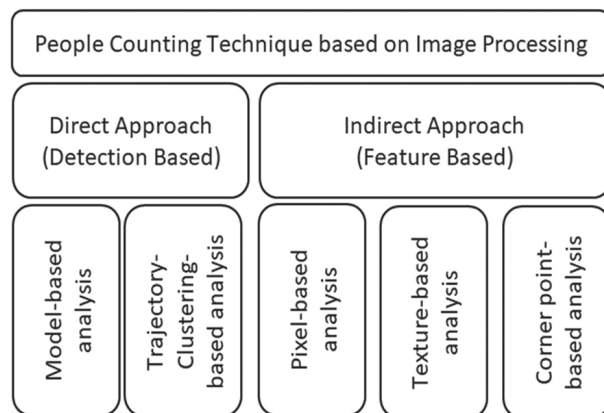 People Counting Technique based on Image Processing
Direct Approach
(Detection Based)
Indirect Approach
(Feature Based)
Model-based
analysis
Trajectory-
Clustering-
based analysis
Pixel-based
analysis
Texture-based
analysis
Corner point-
based analysis